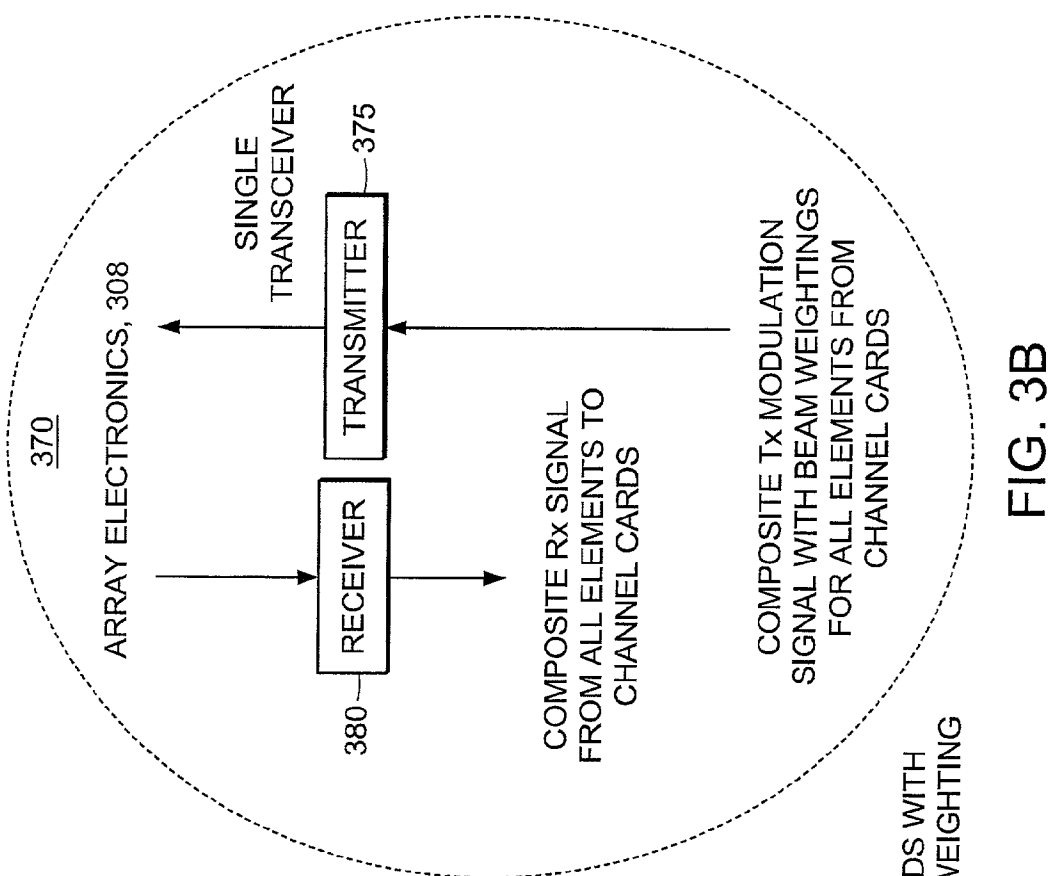 370
ARRAY ELECTRONICS, 308
SINGLE
TRANSCEIVER
RECEIVER
380
TRANSMITTER
375
COMPOSITE Rx SIGNAL
FROM ALL ELEMENTS TO
CHANNEL CARDS
COMPOSITE Tx MODULATION
SIGNAL WITH BEAM WEIGHTINGS
FOR ALL ELEMENTS FROM
CHANNEL CARDS
DS WITH
WEIGHTING
FIG. 3B